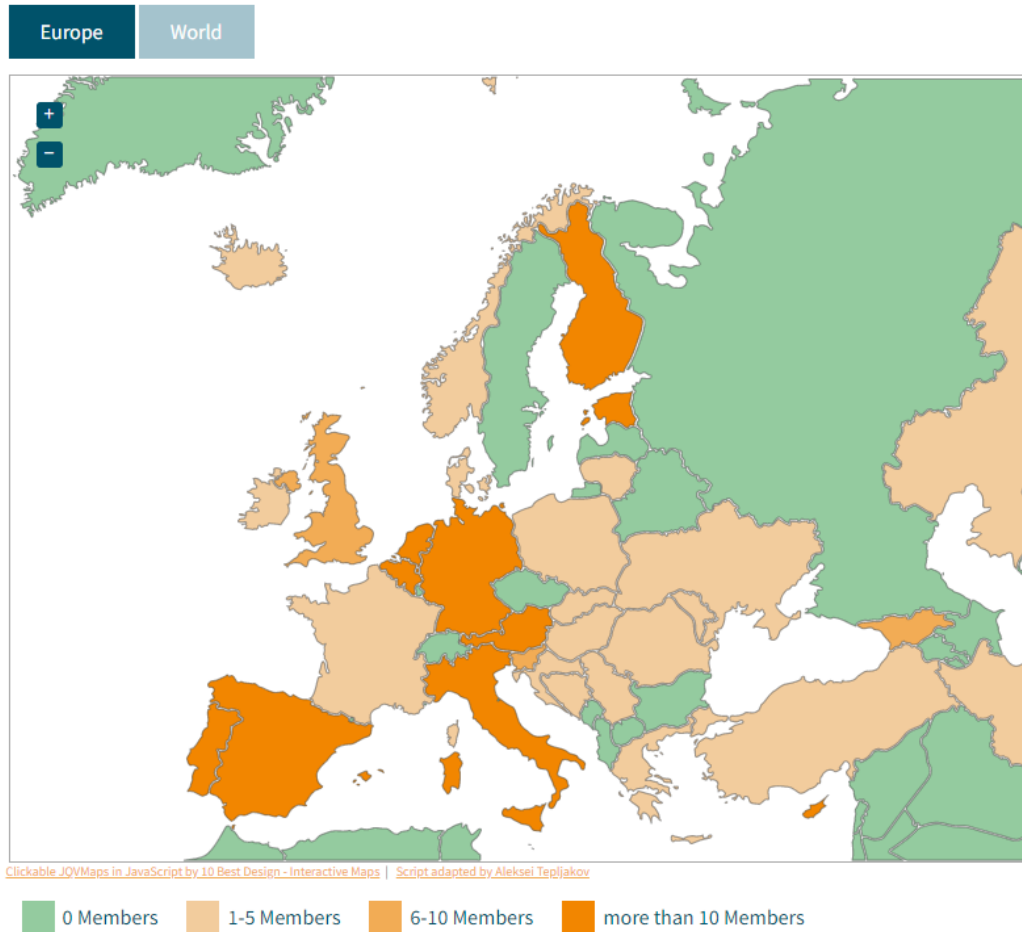 Europe World
+
−
Clickable JQVMaps in JavaScript by 10 Best Design - Interactive Maps | Script adapted by Aleksei Tepljakov
0 Members 1-5 Members 6-10 Members more than 10 Members